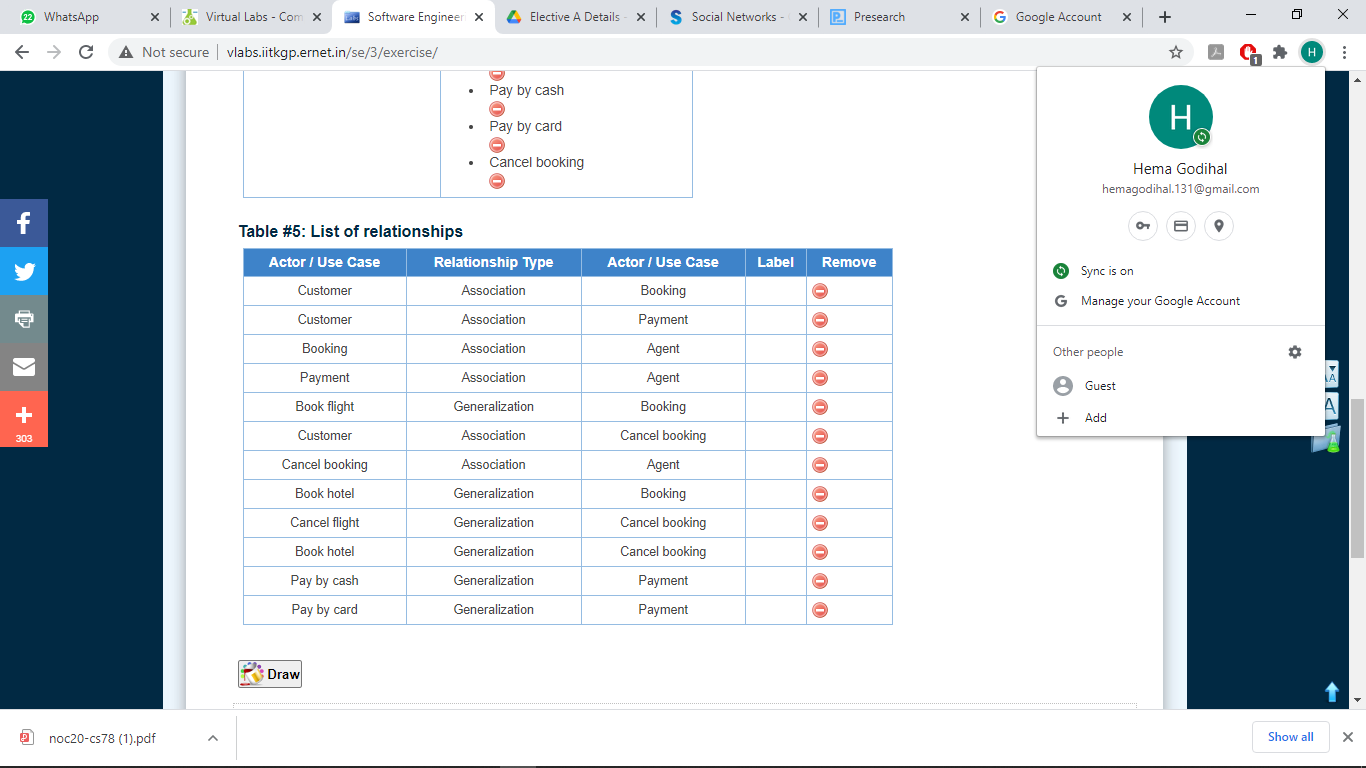 22 WhatsApp
Virtual Labs - Com
Software Engineer
Elective A Details -
Social Networks -
Presearch
Google Account
Not secure
vlabs.iitkgp.ernet.in/se/3/exercise/
1
H
Pay by cash
Pay by card
Cancel booking
H
Hema Godihal
hemagodihal.131@gmail.com
Sync is on
Manage your Google Account
Other people
Guest
Add
303
Table #5: List of relationships
Actor / Use Case Relationship Type Actor / Use Case Label Remove
Customer Association Booking
Customer Association Payment
Booking Association Agent
Payment Association Agent
Book flight Generalization Booking
Customer Association Cancel booking
Cancel booking Association Agent
Book hotel Generalization Booking
Cancel flight Generalization Cancel booking
Book hotel Generalization Cancel booking
Pay by cash Generalization Payment
Pay by card Generalization Payment
Draw
noc20-cs78 (1).pdf
Show all